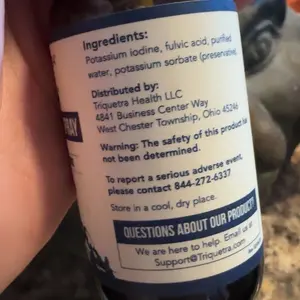 Ingredients:
Potassium iodine, fulvic acid, purified
water, potassium sorbate (preservative)
Distributed by:
Triquetra Health LLC
4841 Business Center Way
West Chester Township, Ohio 45246
Warning: The safety of this product has
not been determined.
To report a serious adverse event,
please contact 844-272-6337
Store in a cool, dry place.
QUESTIONS ABOUT OUR PRODUCT?
We are here to help. Email us at
Support@Triquetra.com